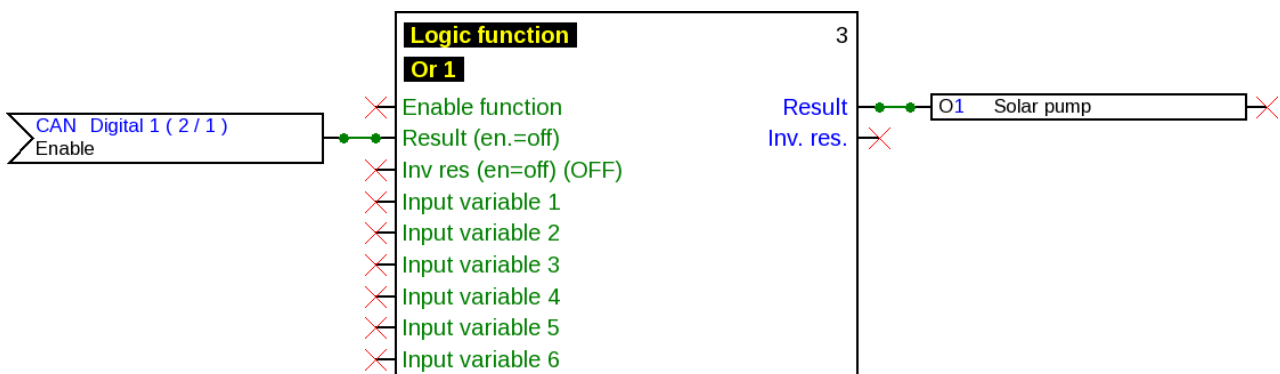 Logic function 3
Or 1
Enable function Result O1 Solar pump
CAN Digital 1 ( 2 / 1 )
Enable
Result (en.=off) Inv. res.
Inv res (en=off) (OFF)
Input variable 1
Input variable 2
Input variable 3
Input variable 4
Input variable 5
Input variable 6